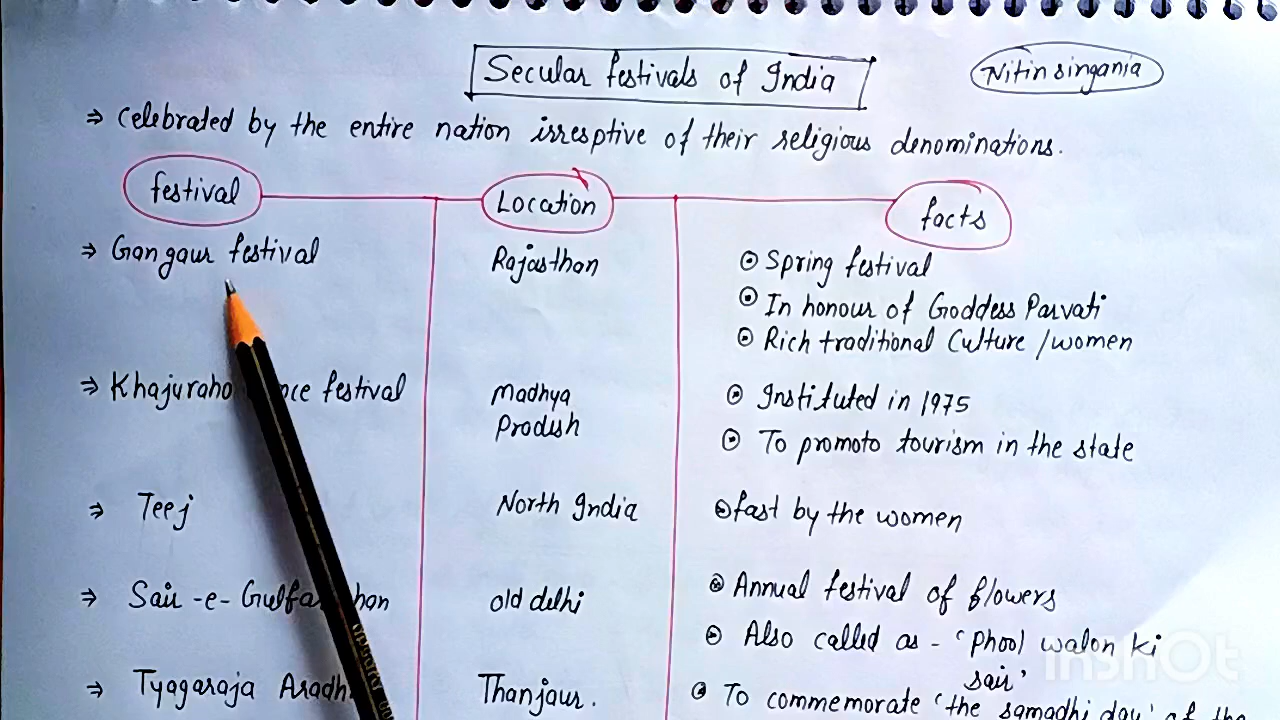 Secular festivals of India
Nitin singania
⇒ Celebrated by the entire nation irresptive of their religious denominations.
festival Location facts
⇒ Gangaur festival Rajasthan ⊙ Spring festival
⊙ In honour of Goddess Parvati
⊙ Rich traditional Culture / women
⇒ Khajuraho festival Madhya ⊙ Instituted in 1975
Pradish ⊙ To promoto tourism in the state
⇒ Teej North India ⊙ fast by the women
⇒ Sair -e- old delhi ⊙ Annual festival of flowers
⊙ Also called as - 'Phool walon ki
sair'
⇒ Tyagaraja Thanjaur. ⊙ To commemorate 'the samadhi day' of the
InShOt